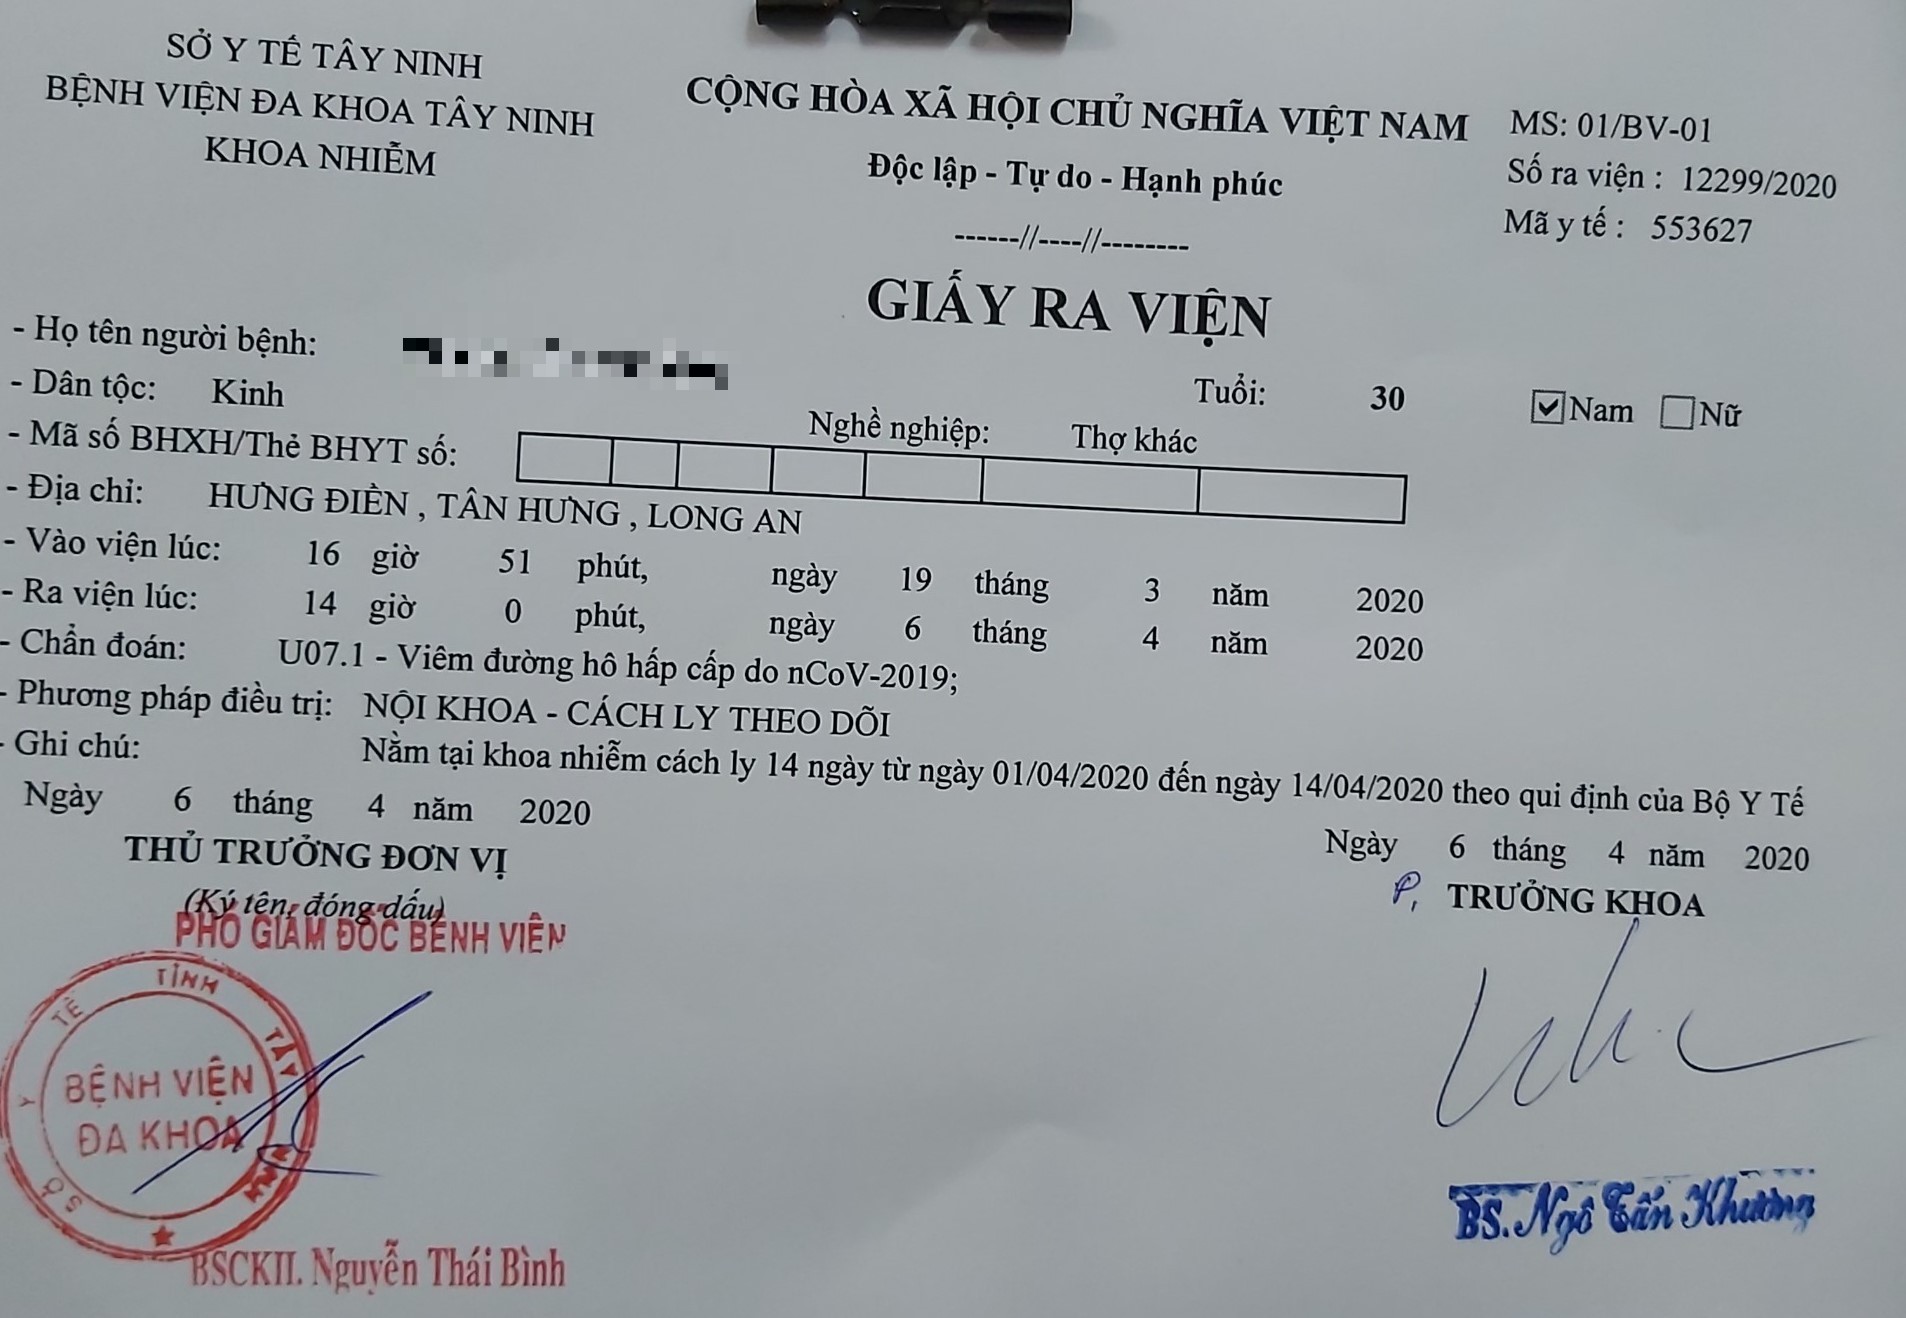 SỞ Y TẾ TÂY NINH
BỆNH VIỆN ĐA KHOA TÂY NINH
KHOA NHIỄM
CỘNG HÒA XÃ HỘI CHỦ NGHĨA VIỆT NAM
Độc lập - Tự do - Hạnh phúc
------//----//--------
MS: 01/BV-01
Số ra viện : 12299/2020
Mã y tế : 553627
GIẤY RA VIỆN
- Họ tên người bệnh:
Tuổi: 30 Nam Nữ
- Dân tộc: Kinh
Nghề nghiệp: Thợ khác
- Mã số BHXH/Thẻ BHYT số:
- Địa chỉ: HƯNG ĐIỀN , TÂN HƯNG , LONG AN
- Vào viện lúc: 16 giờ 51 phút, ngày 19 tháng 3 năm 2020
- Ra viện lúc: 14 giờ 0 phút, ngày 6 tháng 4 năm 2020
- Chẩn đoán: U07.1 - Viêm đường hô hấp cấp do nCoV-2019;
- Phương pháp điều trị: NỘI KHOA - CÁCH LY THEO DÕI
- Ghi chú: Nằm tại khoa nhiễm cách ly 14 ngày từ ngày 01/04/2020 đến ngày 14/04/2020 theo qui định của Bộ Y Tế
Ngày 6 tháng 4 năm 2020
THỦ TRƯỞNG ĐƠN VỊ
(Ký tên, đóng dấu)
PHÓ GIÁM ĐỐC BỆNH VIỆN
SỞ Y TẾ TỈNH TÂY NINH
BỆNH VIỆN
ĐA KHOA
BSCKII. Nguyễn Thái Bình
Ngày 6 tháng 4 năm 2020
P, TRƯỞNG KHOA
BS. Ngô Tấn Khương